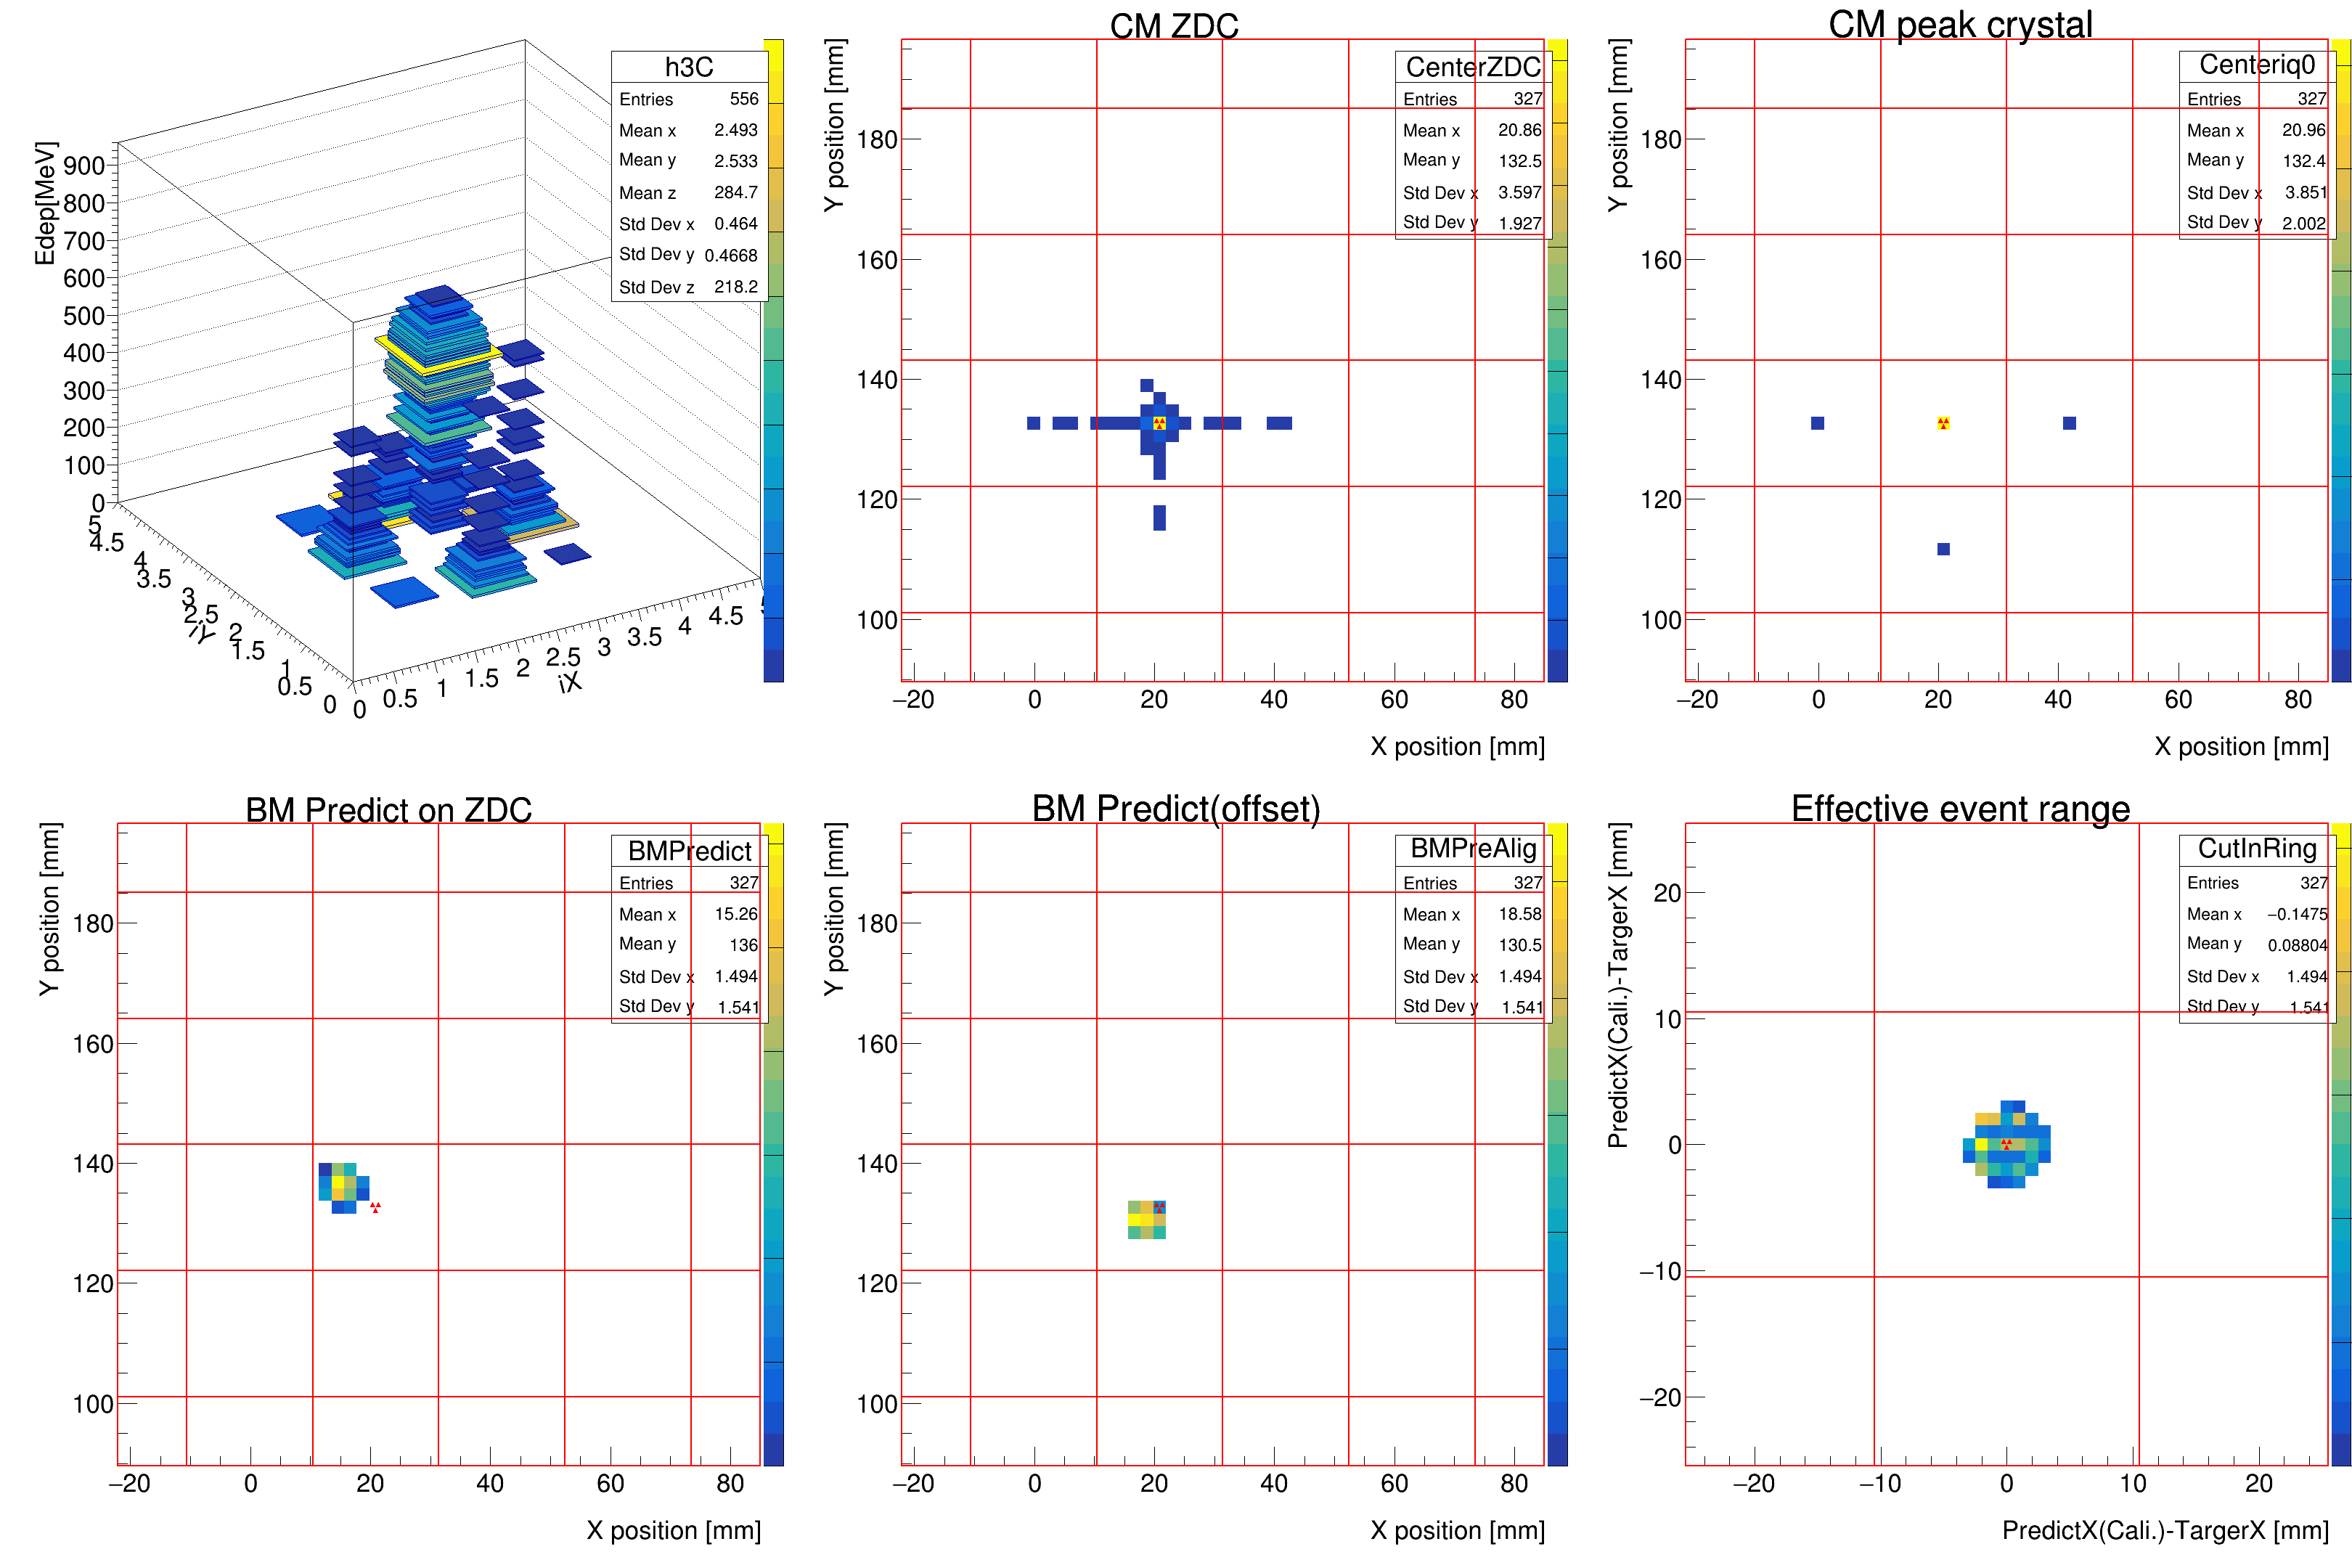 h3C
Entries 556
Mean x 2.493
Mean y 2.533
Mean z 284.7
Std Dev x 0.464
Std Dev y 0.4668
Std Dev z 218.2
Edep[MeV]
900
800
700
600
500
400
300
200
100
0
5
4.5
4
3.5
3
2.5
2
1.5
1
0.5
0
iY
0
0.5
1
1.5
2
2.5
3
3.5
4
4.5
iX
CM ZDC
CenterZDC
Entries 327
Mean x 20.86
Mean y 132.5
Std Dev x 3.597
Std Dev y 1.927
Y position [mm]
180
160
140
120
100
−20 0 20 40 60 80
X position [mm]
CM peak crystal
Centeriq0
Entries 327
Mean x 20.96
Mean y 132.4
Std Dev x 3.851
Std Dev y 2.002
Y position [mm]
180
160
140
120
100
−20 0 20 40 60 80
X position [mm]
BM Predict on ZDC
BMPredict
Entries 327
Mean x 15.26
Mean y 136
Std Dev x 1.494
Std Dev y 1.541
Y position [mm]
180
160
140
120
100
−20 0 20 40 60 80
X position [mm]
BM Predict(offset)
BMPreAlig
Entries 327
Mean x 18.58
Mean y 130.5
Std Dev x 1.494
Std Dev y 1.541
Y position [mm]
180
160
140
120
100
−20 0 20 40 60 80
X position [mm]
Effective event range
CutInRing
Entries 327
Mean x −0.1475
Mean y 0.08804
Std Dev x 1.494
Std Dev y 1.541
PredictX(Cali.)-TargerX [mm]
20
10
0
−10
−20
−20 −10 0 10 20
PredictX(Cali.)-TargerX [mm]